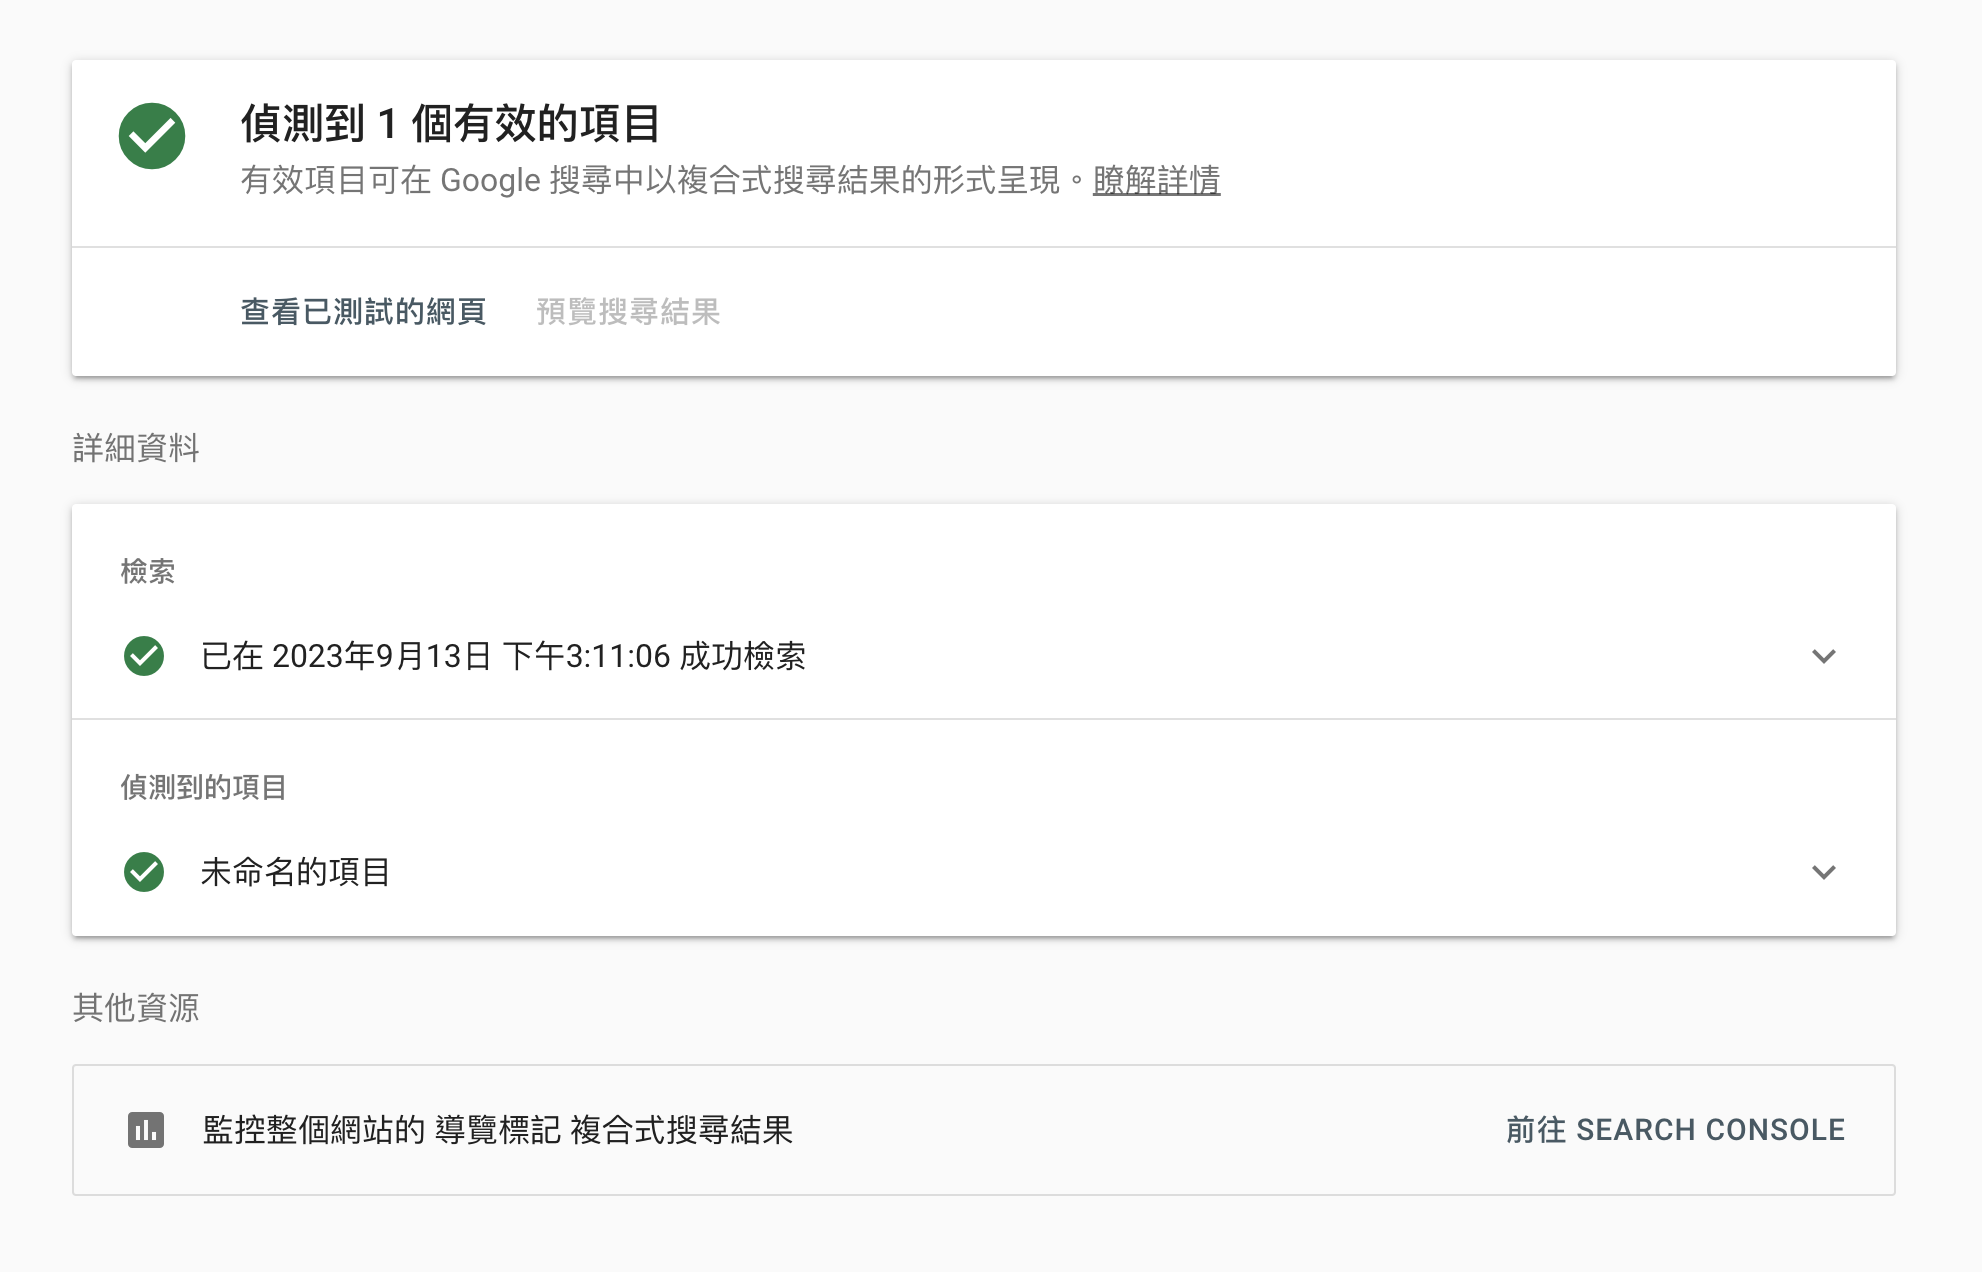 偵測到 1 個有效的項目
有效項目可在 Google 搜尋中以複合式搜尋結果的形式呈現。瞭解詳情
查看已測試的網頁 預覽搜尋結果
詳細資料
檢索
已在 2023年9月13日 下午3:11:06 成功檢索
偵測到的項目
未命名的項目
其他資源
監控整個網站的 導覽標記 複合式搜尋結果 前往 SEARCH CONSOLE